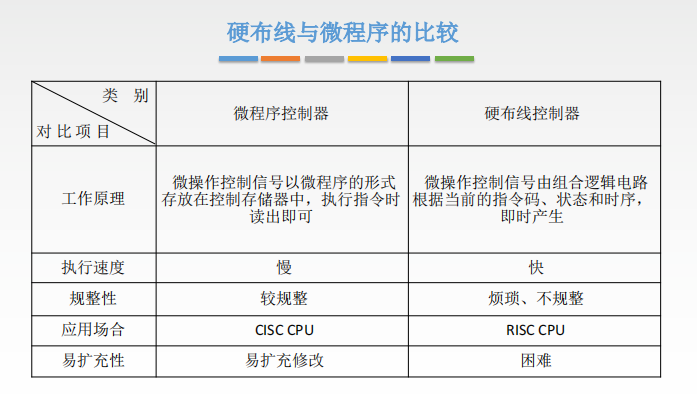 硬布线与微程序的比较
类 别
对比项目
微程序控制器
硬布线控制器
工作原理
微操作控制信号以微程序的形式
存放在控制存储器中，执行指令时
读出即可
微操作控制信号由组合逻辑电路
根据当前的指令码、状态和时序，
即时产生
执行速度
慢
快
规整性
较规整
烦琐、不规整
应用场合
CISC CPU
RISC CPU
易扩充性
易扩充修改
困难